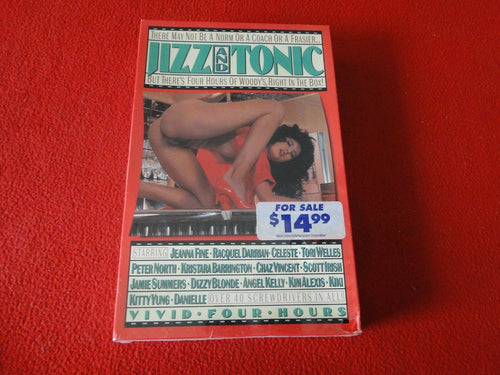 THERE MAY NOT BE A NORM OR A COACH OR A FRASIER...
JIZZ AND TONIC
BUT THERE'S FOUR HOURS OF WOODY'S, RIGHT IN THE BOX!
FOR SALE
$14.99
STARRING JEANNA FINE · RACQUEL DARRIAN · CELESTE · TORI WELLES
PETER NORTH · KRISTARA BARRINGTON · CHAZ VINCENT · SCOTT IRISH
JAMIE SUMMERS · DIZZY BLONDE · ANGEL KELLY · KIM ALEXIS · KIKI
KITTY YUNG · DANIELLE OVER 40 SCREWDRIVERS IN ALL!
VIVID · FOUR · HOURS